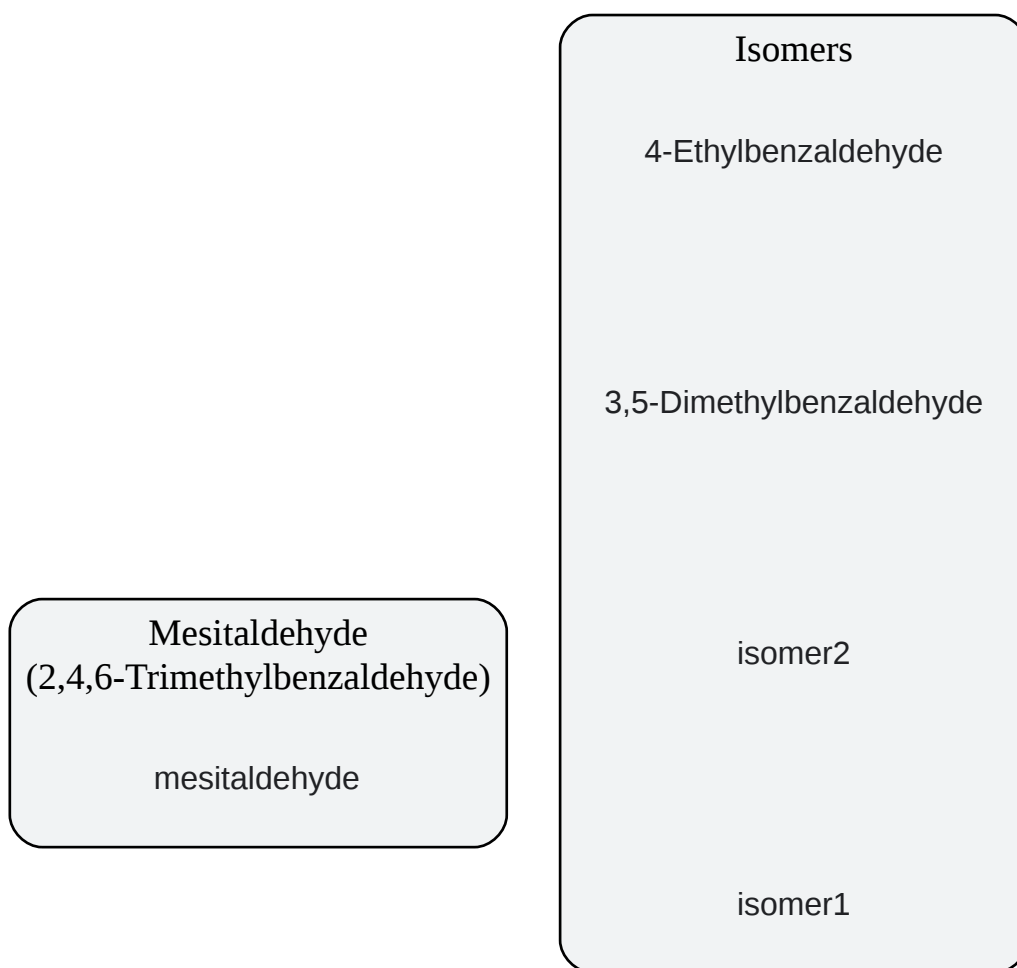 Isomers
4-Ethylbenzaldehyde
3,5-Dimethylbenzaldehyde
isomer2
isomer1
Mesitaldehyde
(2,4,6-Trimethylbenzaldehyde)
mesitaldehyde